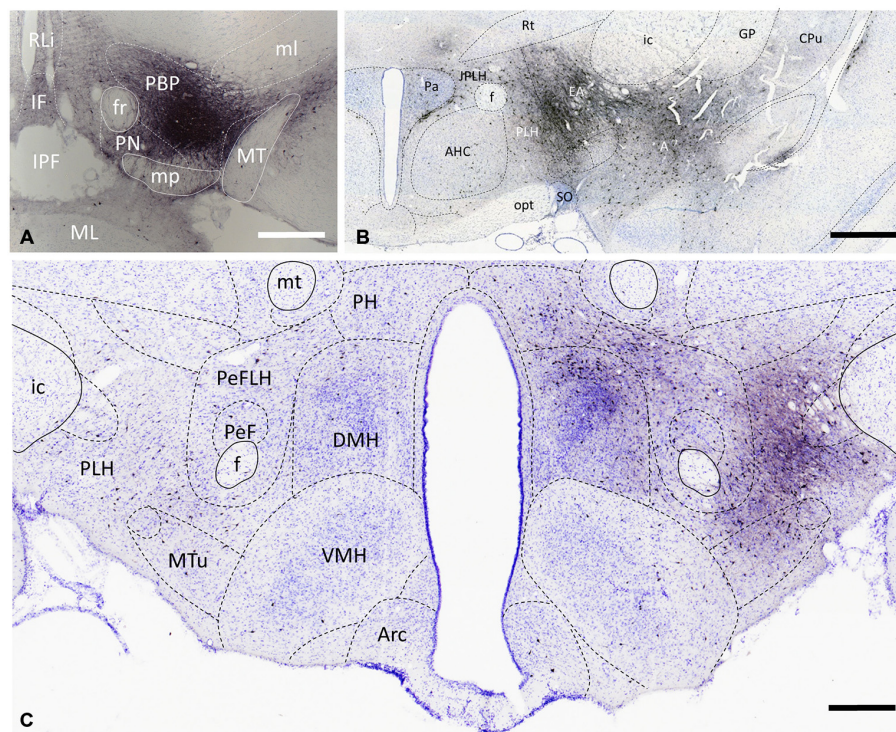 RLi
ml
PBP
IF
fr
PN
MT
IPF
mp
A
ML
Rt
ic
GP
CPu
Pa
JPLH
EA
f
PLH
A
AHC
opt
SO
B
mt
PH
PeFLH
ic
PeF
f
DMH
PLH
MTu
VMH
Arc
C